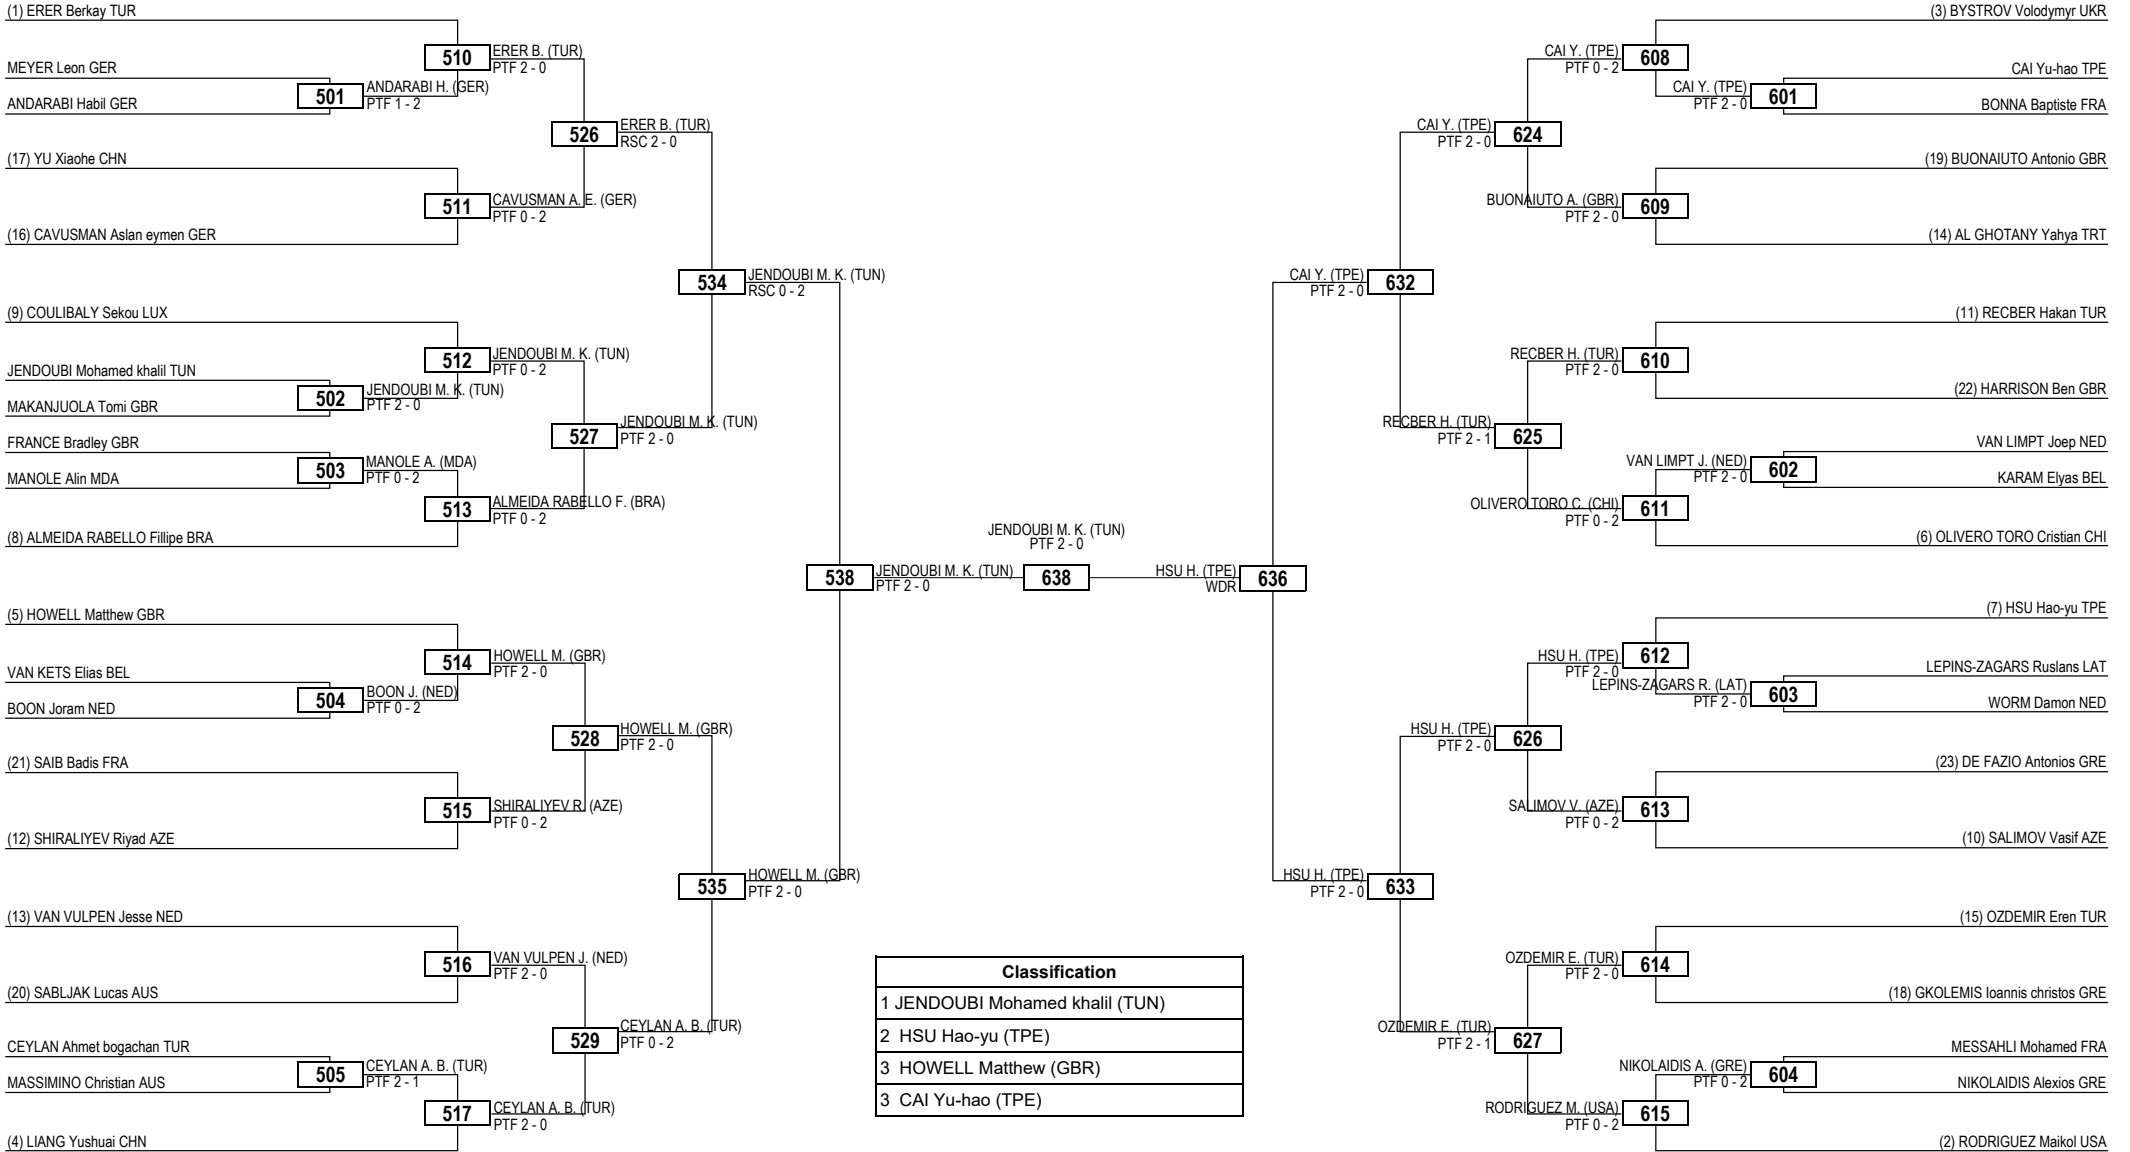 (1) ERER Berkay TUR
MEYER Leon GER
ANDARABI Habil GER
(17) YU Xiaohe CHN
(16) CAVUSMAN Aslan eymen GER
(9) COULIBALY Sekou LUX
JENDOUBI Mohamed khalil TUN
MAKANJUOLA Tomi GBR
FRANCE Bradley GBR
MANOLE Alin MDA
(8) ALMEIDA RABELLO Fillipe BRA
(5) HOWELL Matthew GBR
VAN KETS Elias BEL
BOON Joram NED
(21) SAIB Badis FRA
(12) SHIRALIYEV Riyad AZE
(13) VAN VULPEN Jesse NED
(20) SABLJAK Lucas AUS
CEYLAN Ahmet bogachan TUR
MASSIMINO Christian AUS
(4) LIANG Yushuai CHN
501
ANDARABI H. (GER)
PTF 1 - 2
502
JENDOUBI M. K. (TUN)
PTF 2 - 0
503
MANOLE A. (MDA)
PTF 0 - 2
504
BOON J. (NED)
PTF 0 - 2
505
CEYLAN A. B. (TUR)
PTF 2 - 1
510
ERER B. (TUR)
PTF 2 - 0
511
CAVUSMAN A. E. (GER)
PTF 0 - 2
512
JENDOUBI M. K. (TUN)
PTF 0 - 2
513
ALMEIDA RABELLO F. (BRA)
PTF 0 - 2
514
HOWELL M. (GBR)
PTF 2 - 0
515
SHIRALIYEV R. (AZE)
PTF 0 - 2
516
VAN VULPEN J. (NED)
PTF 2 - 0
517
CEYLAN A. B. (TUR)
PTF 2 - 0
526
ERER B. (TUR)
RSC 2 - 0
527
JENDOUBI M. K. (TUN)
PTF 2 - 0
528
HOWELL M. (GBR)
PTF 2 - 0
529
CEYLAN A. B. (TUR)
PTF 0 - 2
534
JENDOUBI M. K. (TUN)
RSC 0 - 2
535
HOWELL M. (GBR)
PTF 2 - 0
538
JENDOUBI M. K. (TUN)
PTF 2 - 0
JENDOUBI M. K. (TUN)
PTF 2 - 0
638
HSU H. (TPE)
WDR
636
CAI Y. (TPE)
PTF 2 - 0
632
HSU H. (TPE)
PTF 2 - 0
633
CAI Y. (TPE)
PTF 2 - 0
624
RECBER H. (TUR)
PTF 2 - 1
625
HSU H. (TPE)
PTF 2 - 0
626
OZDEMIR E. (TUR)
PTF 2 - 1
627
CAI Y. (TPE)
PTF 0 - 2
608
BUONAIUTO A. (GBR)
PTF 2 - 0
609
RECBER H. (TUR)
PTF 2 - 0
610
OLIVERO TORO C. (CHI)
PTF 0 - 2
611
HSU H. (TPE)
PTF 2 - 0
612
SALIMOV V. (AZE)
PTF 0 - 2
613
OZDEMIR E. (TUR)
PTF 2 - 0
614
RODRIGUEZ M. (USA)
PTF 0 - 2
615
CAI Y. (TPE)
PTF 2 - 0
601
VAN LIMPT J. (NED)
PTF 2 - 0
602
LEPINS-ZAGARS R. (LAT)
PTF 2 - 0
603
NIKOLAIDIS A. (GRE)
PTF 0 - 2
604
(3) BYSTROV Volodymyr UKR
CAI Yu-hao TPE
BONNA Baptiste FRA
(19) BUONAIUTO Antonio GBR
(14) AL GHOTANY Yahya TRT
(11) RECBER Hakan TUR
(22) HARRISON Ben GBR
VAN LIMPT Joep NED
KARAM Elyas BEL
(6) OLIVERO TORO Cristian CHI
(7) HSU Hao-yu TPE
LEPINS-ZAGARS Ruslans LAT
WORM Damon NED
(23) DE FAZIO Antonios GRE
(10) SALIMOV Vasif AZE
(15) OZDEMIR Eren TUR
(18) GKOLEMIS Ioannis christos GRE
MESSAHLI Mohamed FRA
NIKOLAIDIS Alexios GRE
(2) RODRIGUEZ Maikol USA
Classification
1 JENDOUBI Mohamed khalil (TUN)
2 HSU Hao-yu (TPE)
3 HOWELL Matthew (GBR)
3 CAI Yu-hao (TPE)